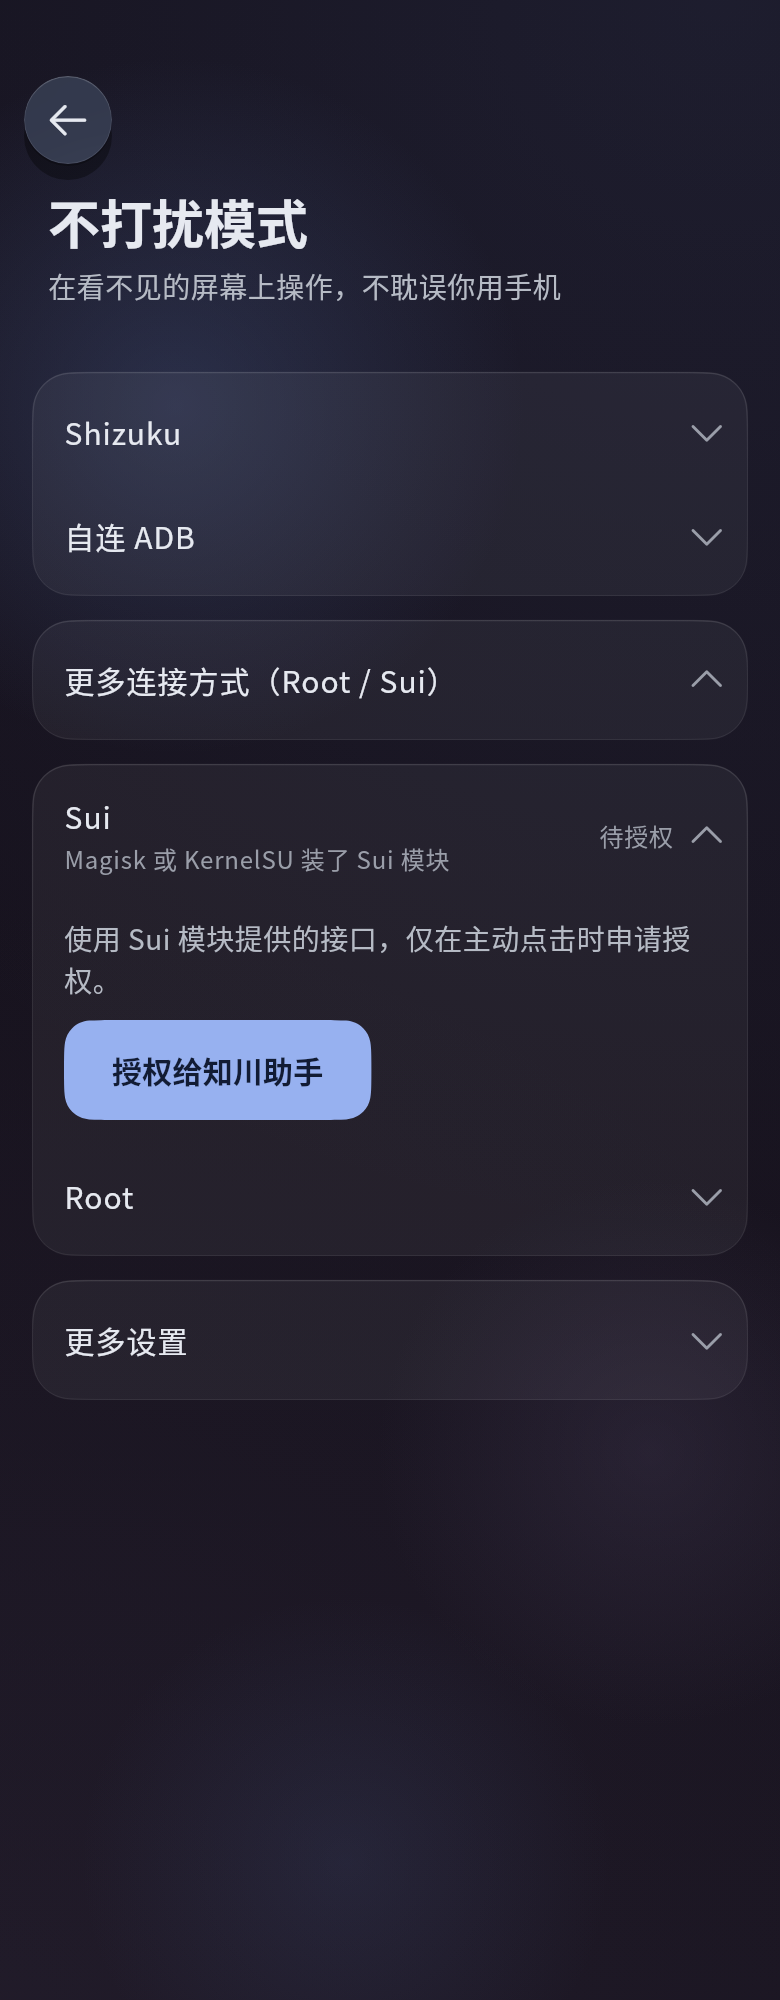 不打扰模式
在看不见的屏幕上操作，不耽误你用手机
Shizuku
自连 ADB
更多连接方式（Root / Sui）
Sui
Magisk 或 KernelSU 装了 Sui 模块
待授权
使用 Sui 模块提供的接口，仅在主动点击时申请授
权。
授权给知川助手
Root
更多设置